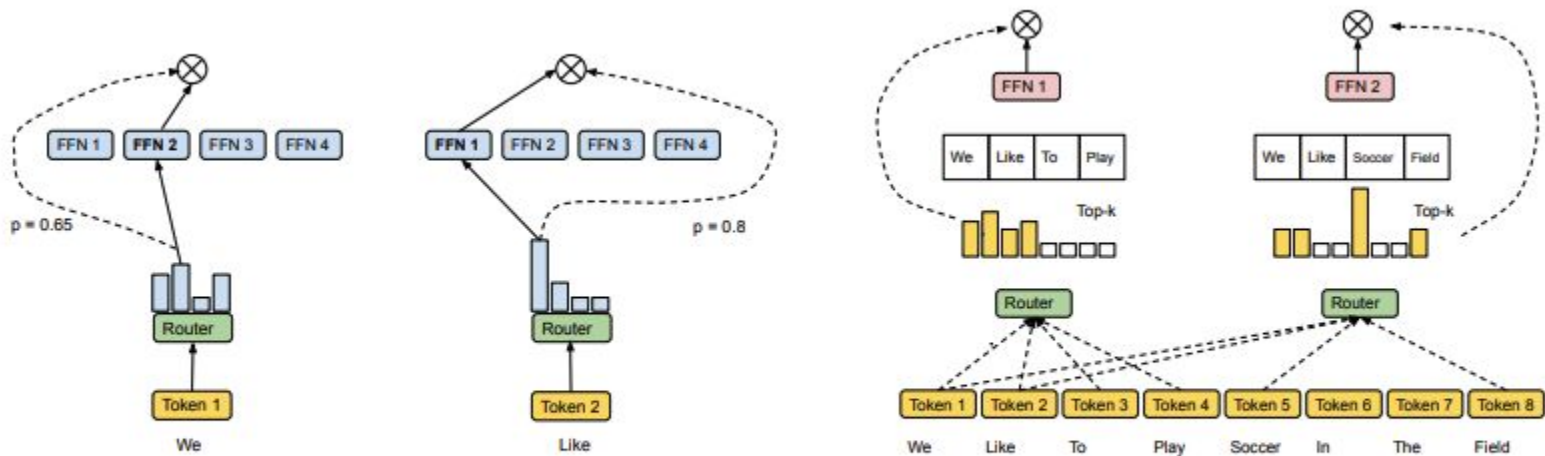 FFN 1 FFN 2 FFN 3 FFN 4
p = 0.65
Router
Token 1
We
FFN 1 FFN 2 FFN 3 FFN 4
p = 0.8
Router
Token 2
Like
FFN 1
We Like To Play
Top-k
Router
FFN 2
We Like Soccer Field
Top-k
Router
Token 1 Token 2 Token 3 Token 4 Token 5 Token 6 Token 7 Token 8
We Like To Play Soccer In The Field